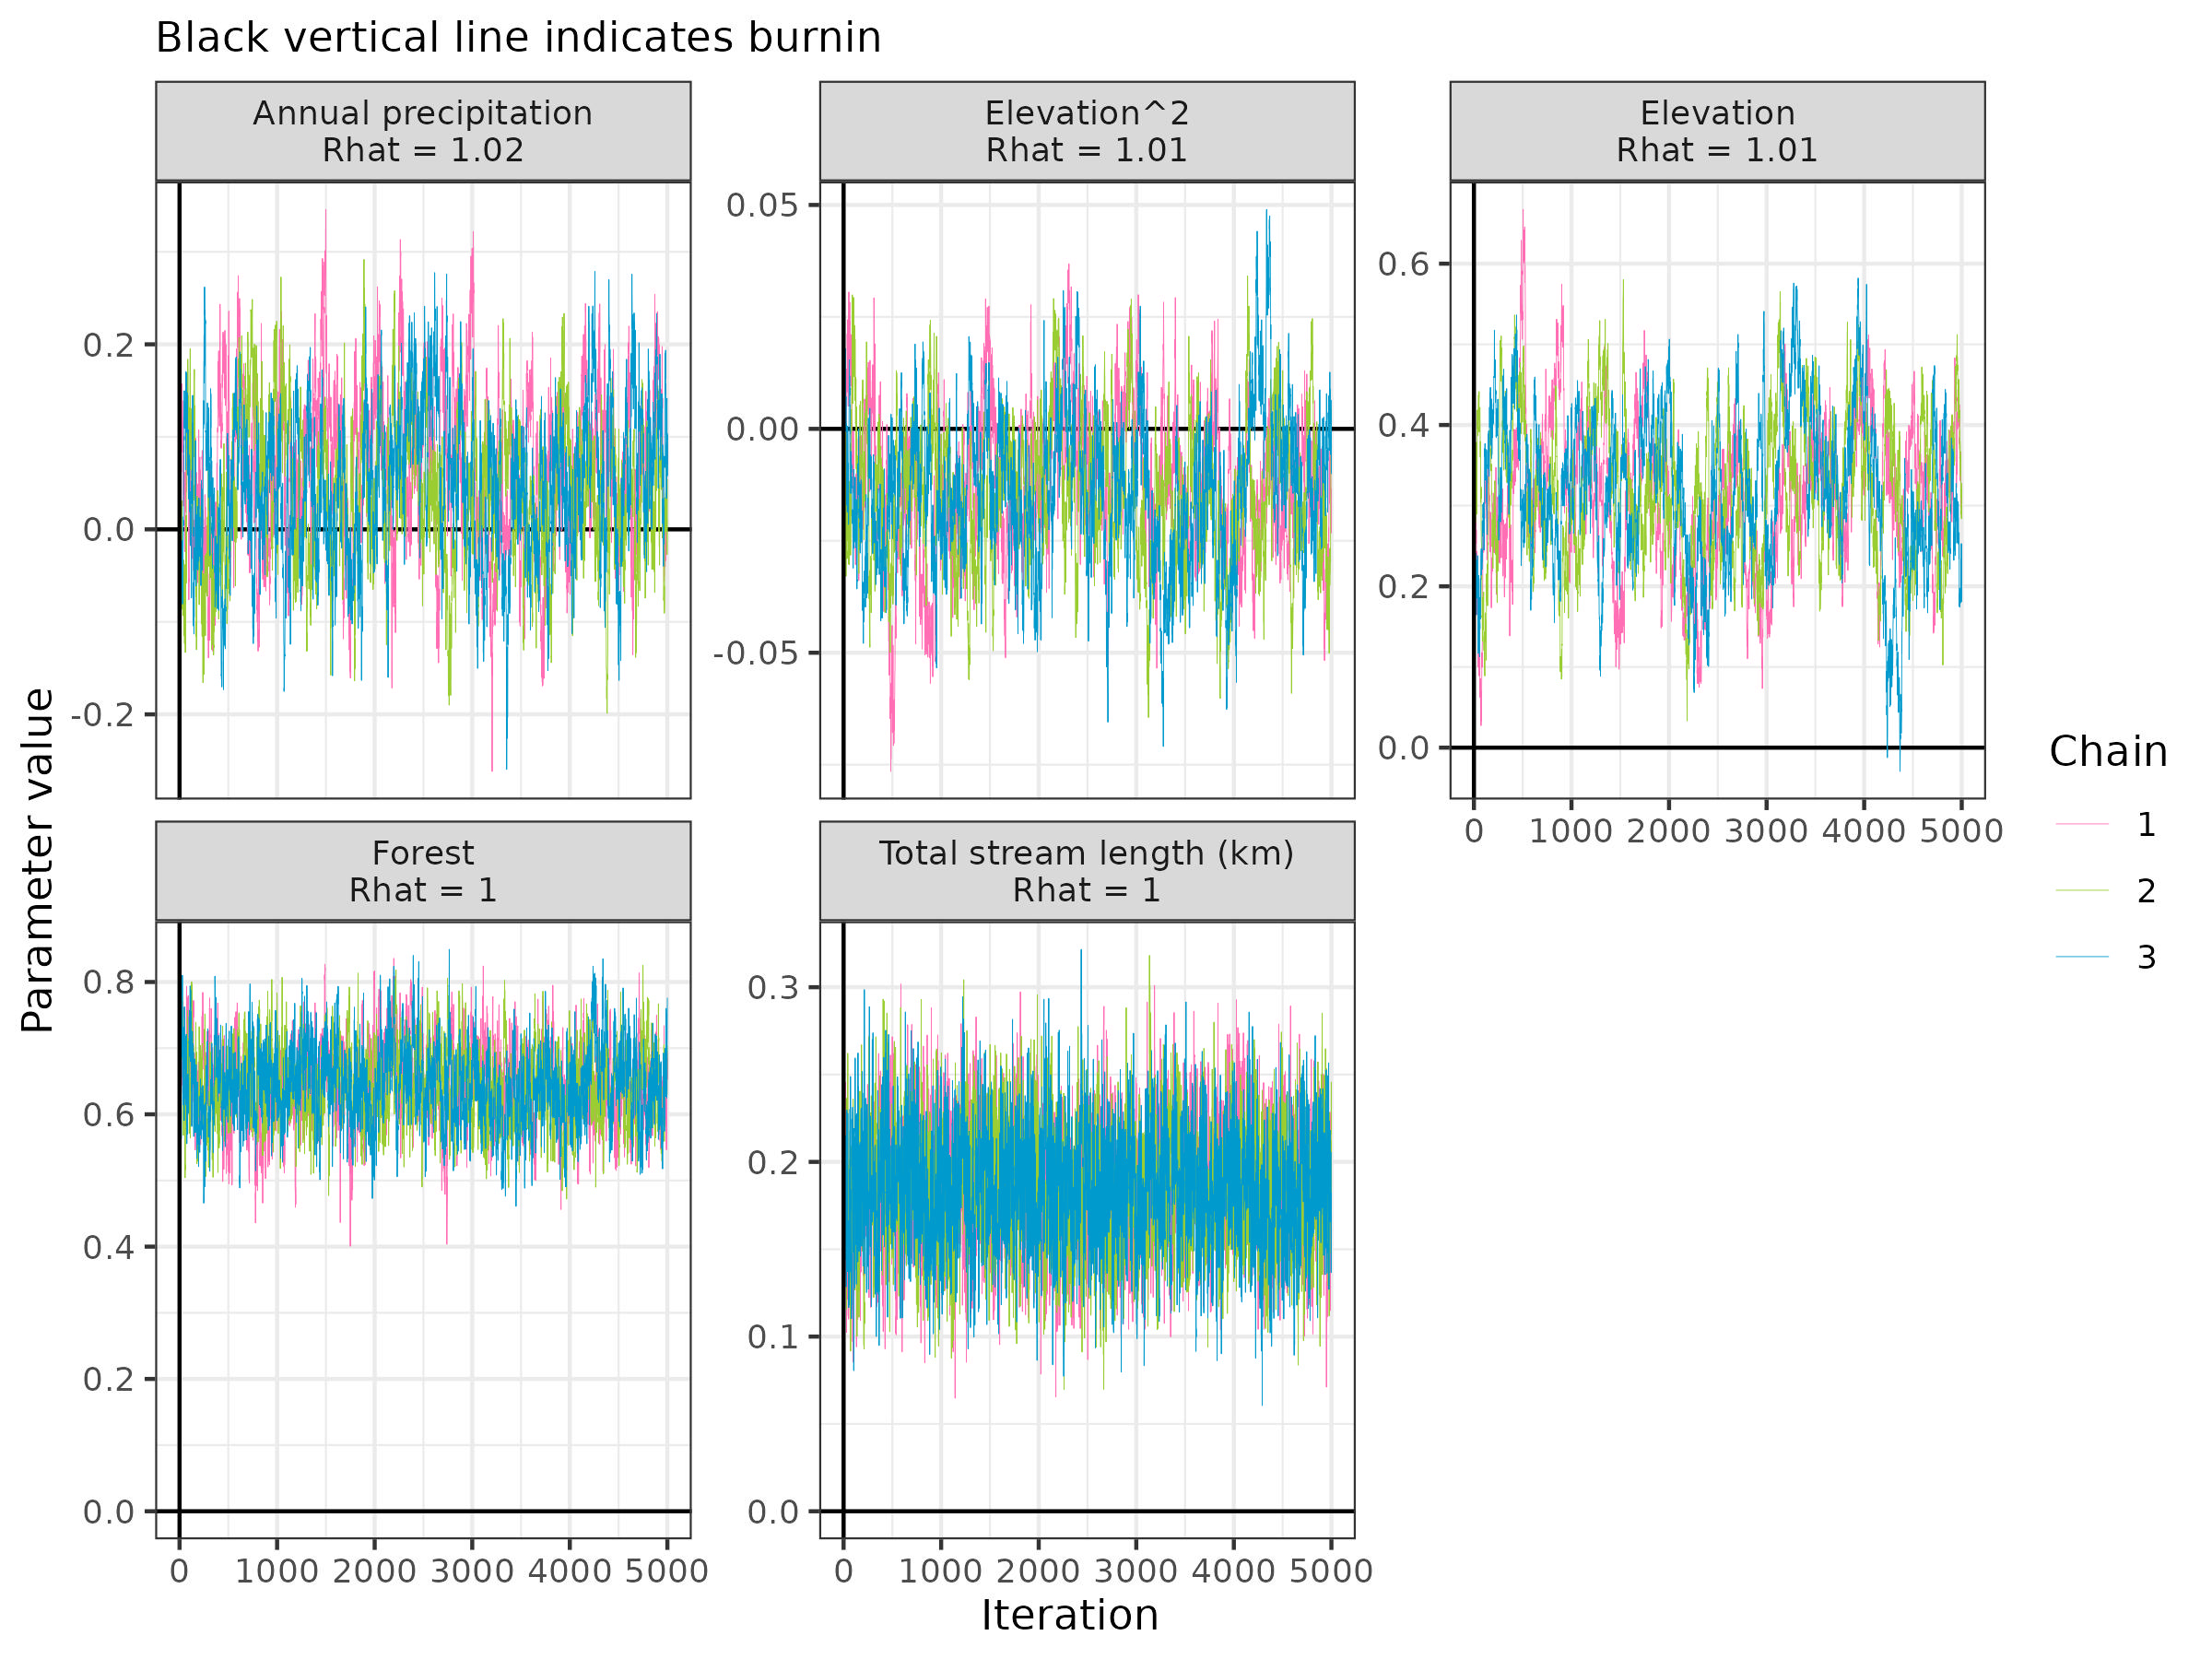 Black vertical line indicates burnin
Annual precipitation
Rhat = 1.02
Elevation^2
Rhat = 1.01
Elevation
Rhat = 1.01
0.2
0.0
-0.2
0.05
0.00
-0.05
0.6
0.4
0.2
0.0
0 1000 2000 3000 4000 5000
Forest
Rhat = 1
Total stream length (km)
Rhat = 1
0.8
0.6
0.4
0.2
0.0
0.3
0.2
0.1
0.0
0 1000 2000 3000 4000 5000
0 1000 2000 3000 4000 5000
Parameter value
Iteration
Chain
1
2
3